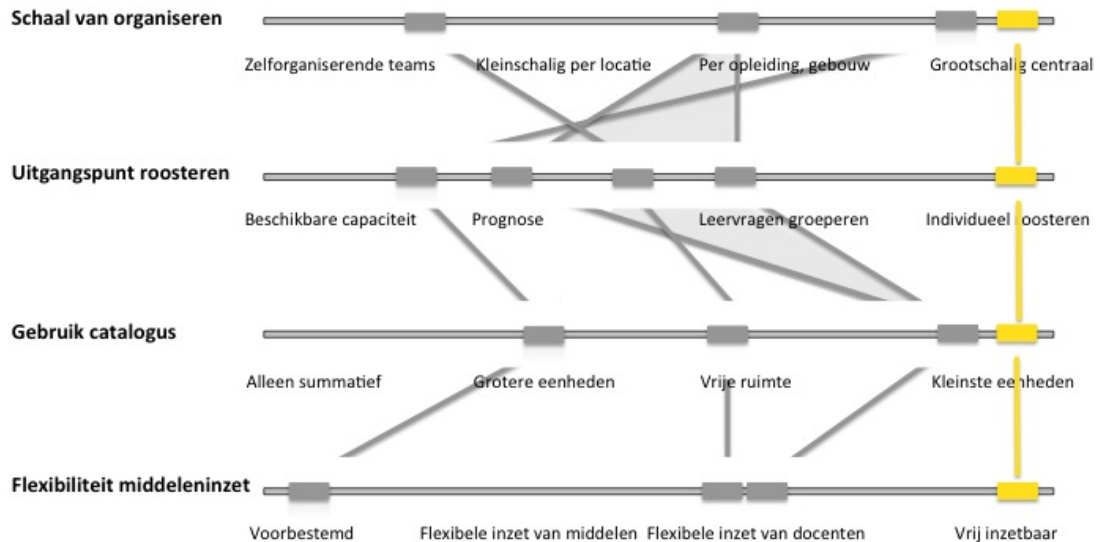 Schaal van organiseren
Zelforganiserende teams Kleinschalig per locatie Per opleiding, gebouw Grootschalig centraal
Uitgangspunt roosteren
Beschikbare capaciteit Prognose Leervragen groeperen Individueel roosteren
Gebruik catalogus
Alleen summatief Grotere eenheden Vrije ruimte Kleinste eenheden
Flexibiliteit middeleninzet
Voorbestemd Flexibele inzet van middelen Flexibele inzet van docenten Vrij inzetbaar